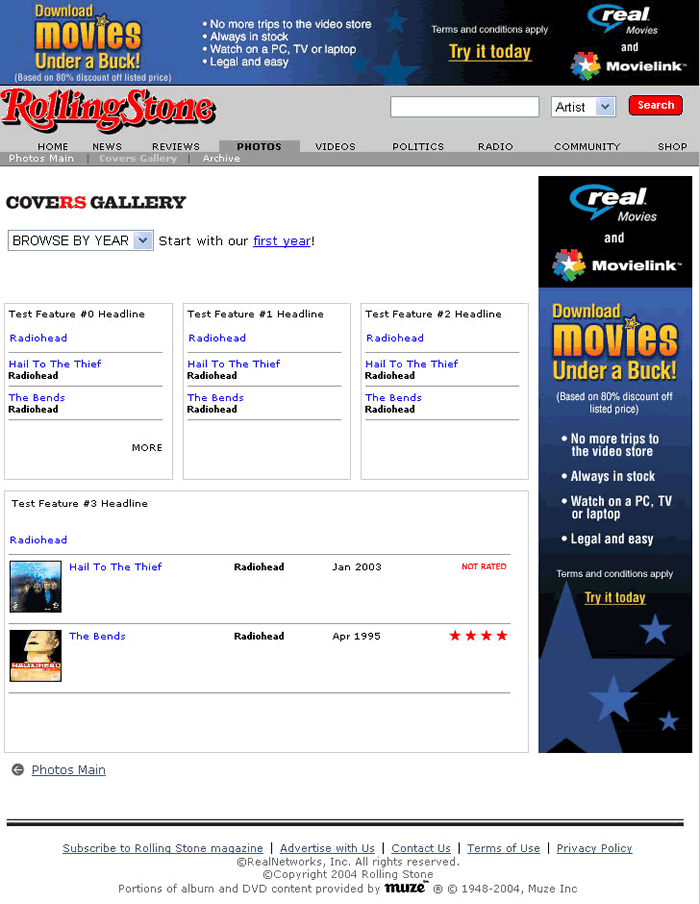 Download
movies
Under a Buck!
(Based on 80% discount off listed price)
• No more trips to the video store
• Always in stock
• Watch on a PC, TV or laptop
• Legal and easy
Terms and conditions apply
Try it today
real
Movies
and
Movielink™
RollingStone
Artist
Search
HOME NEWS REVIEWS PHOTOS VIDEOS POLITICS RADIO COMMUNITY SHOP
Photos Main | Covers Gallery | Archive
COVERS GALLERY
BROWSE BY YEAR Start with our first year!
Test Feature #0 Headline
Radiohead
Hail To The Thief
Radiohead
The Bends
Radiohead
MORE
Test Feature #1 Headline
Radiohead
Hail To The Thief
Radiohead
The Bends
Radiohead
Test Feature #2 Headline
Radiohead
Hail To The Thief
Radiohead
The Bends
Radiohead
Test Feature #3 Headline
Radiohead
Hail To The Thief Radiohead Jan 2003 NOT RATED
The Bends Radiohead Apr 1995
RADIOHEAD
real
Movies
and
Movielink™
Download
movies
Under a Buck!
(Based on 80% discount off
listed price)
• No more trips to
the video store
• Always in stock
• Watch on a PC, TV
or laptop
• Legal and easy
Terms and conditions apply
Try it today
Photos Main
Subscribe to Rolling Stone magazine | Advertise with Us | Contact Us | Terms of Use | Privacy Policy
©RealNetworks, Inc. All rights reserved.
©Copyright 2004 Rolling Stone
Portions of album and DVD content provided by muze™ ® © 1948-2004, Muze Inc